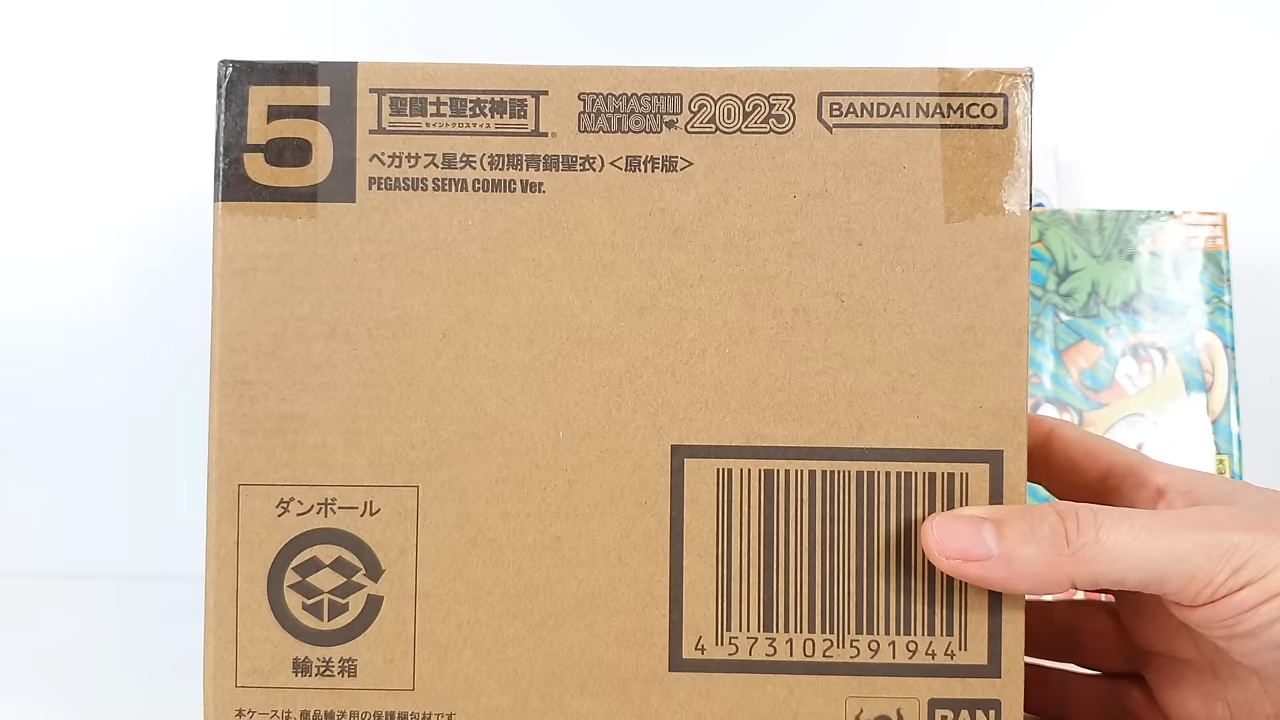 5
聖闘士聖衣神話
セイントクロスマイス
TAMASHII
NATION 2023
BANDAI NAMCO
ペガサス星矢(初期青銅聖衣)<原作版>
PEGASUS SEIYA COMIC Ver.
ダンボール
輸送箱
4 573102 591944
本ケースは、商品輸送用の保護梱包材です
BAN